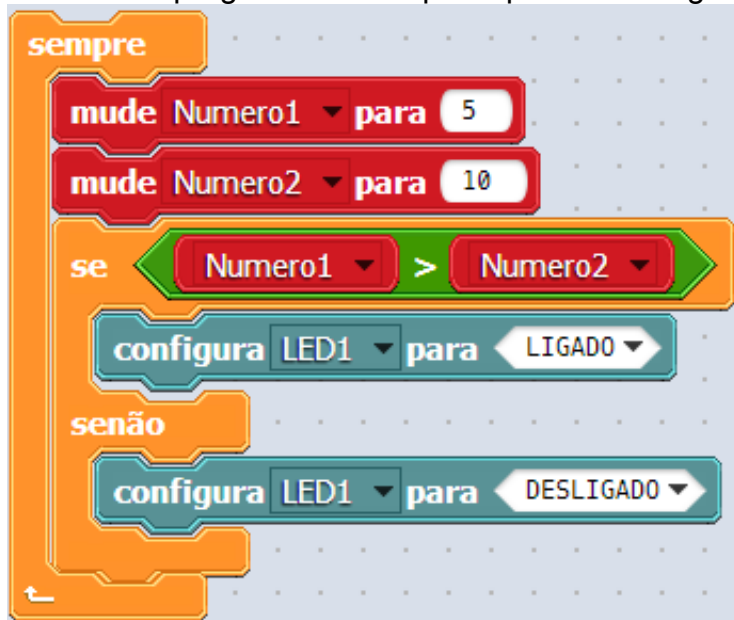 sempre
mude Numero1 para 5
mude Numero2 para 10
se Numero1 > Numero2
configura LED1 para LIGADO
senão
configura LED1 para DESLIGADO